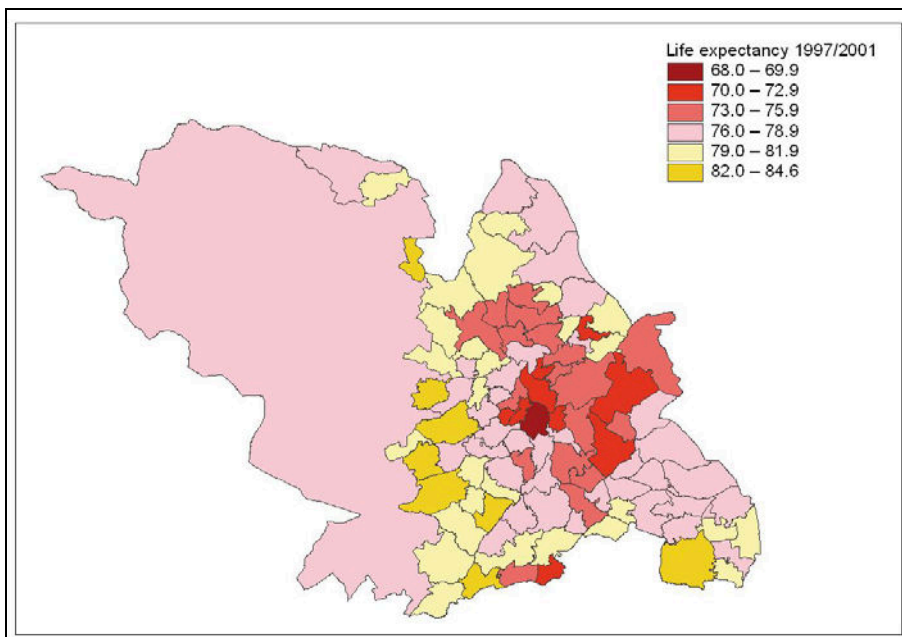 Life expectancy 1997/2001
68.0 – 69.9
70.0 – 72.9
73.0 – 75.9
76.0 – 78.9
79.0 – 81.9
82.0 – 84.6